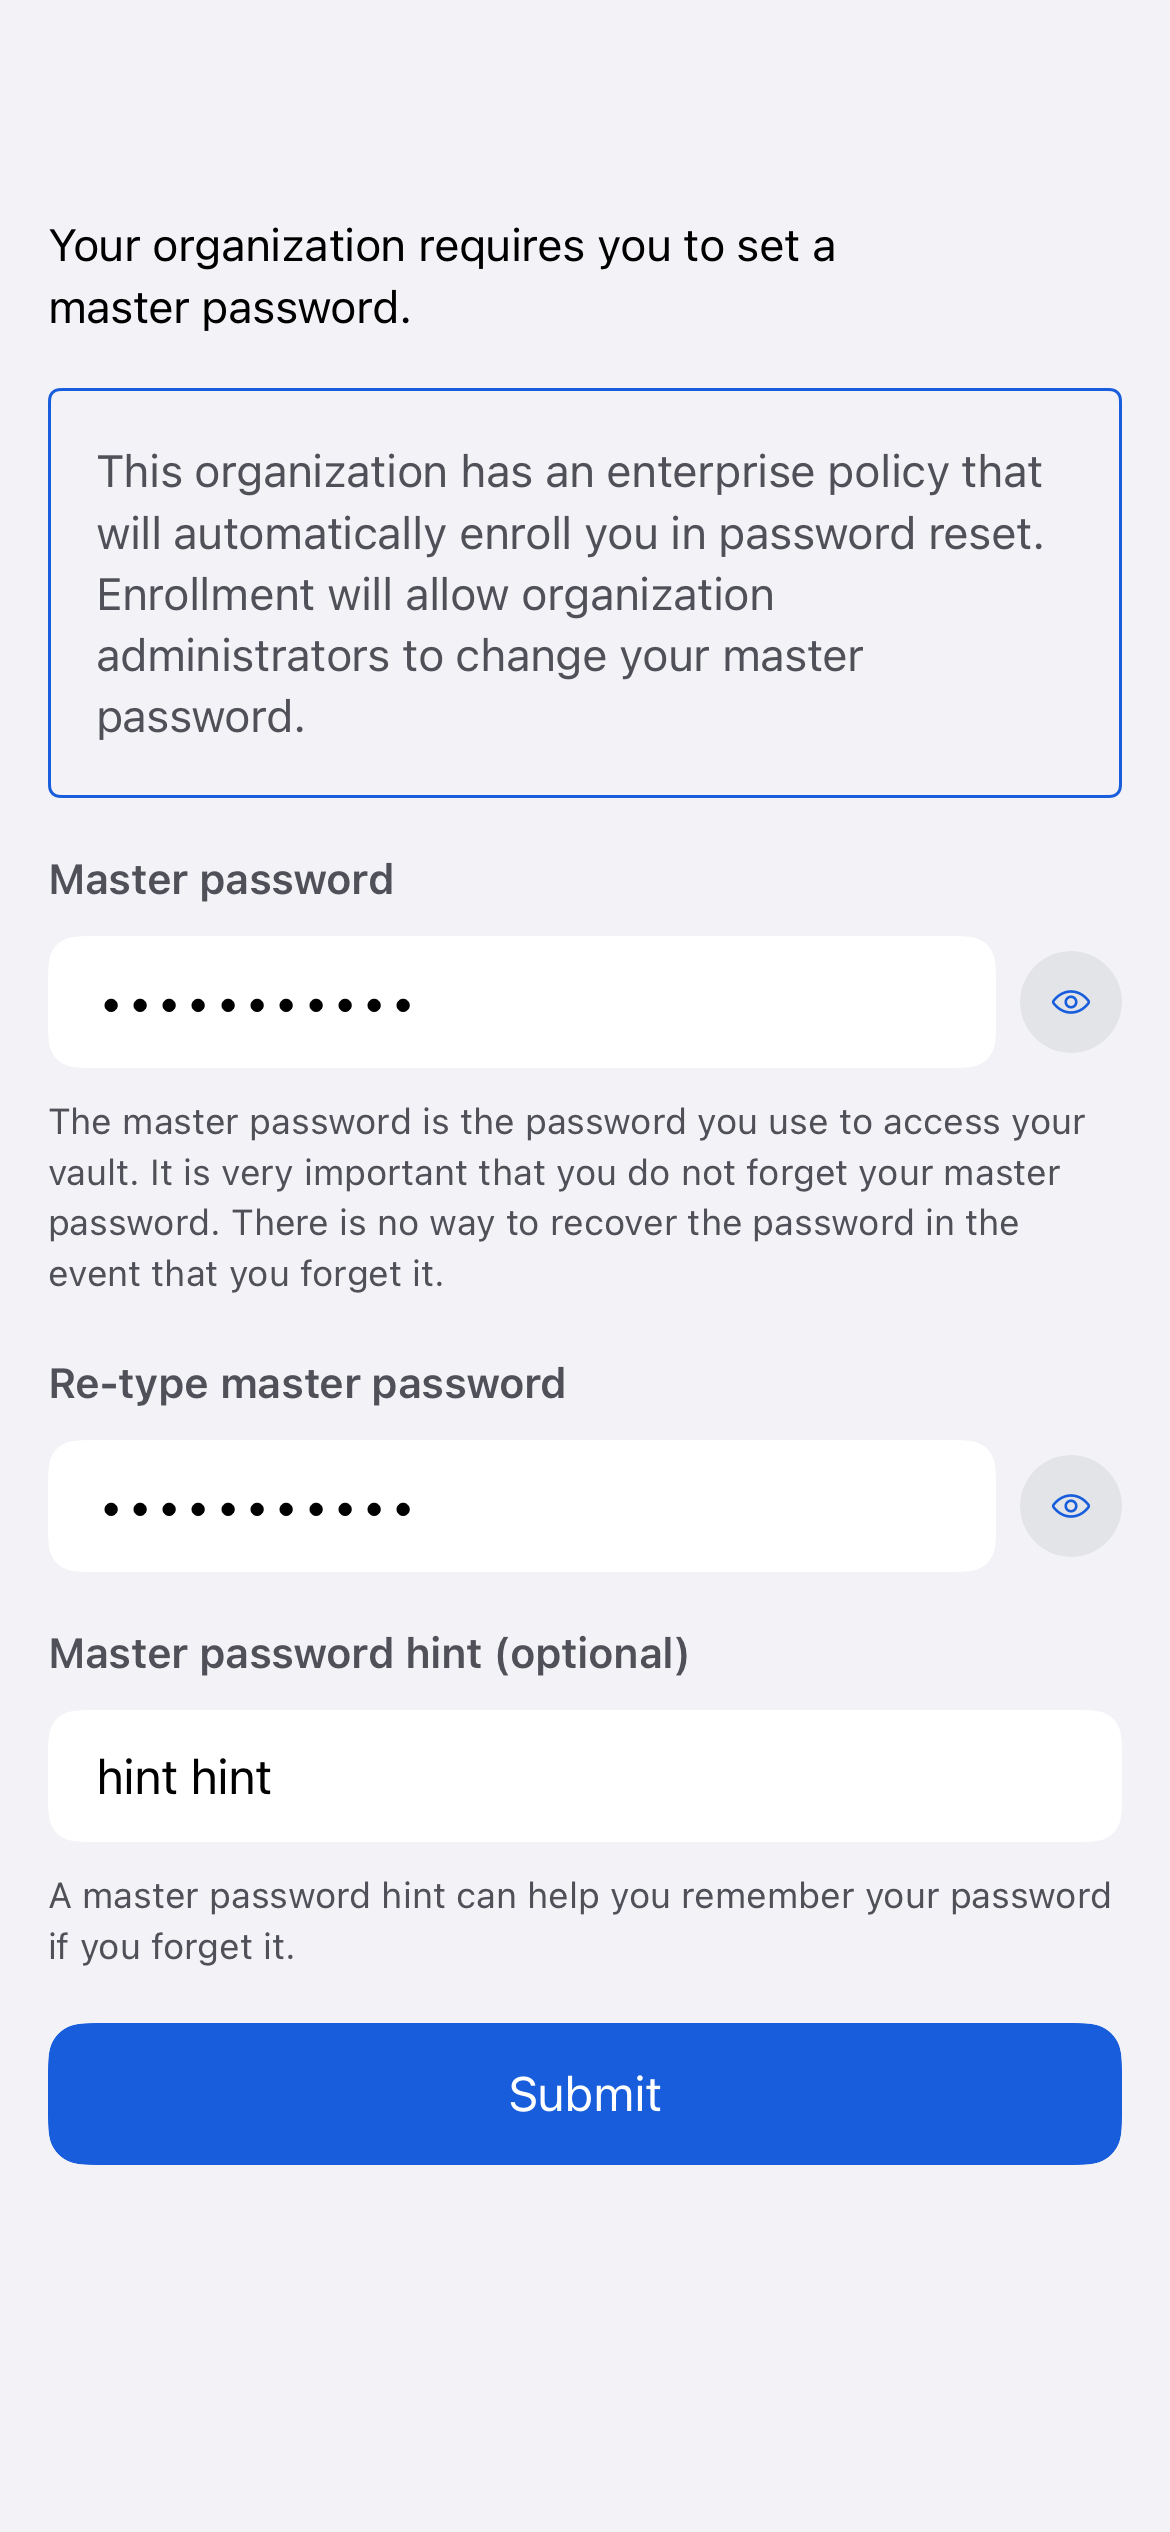 Your organization requires you to set a
master password.
This organization has an enterprise policy that
will automatically enroll you in password reset.
Enrollment will allow organization
administrators to change your master
password.
Master password
•••••••••••
The master password is the password you use to access your
vault. It is very important that you do not forget your master
password. There is no way to recover the password in the
event that you forget it.
Re-type master password
•••••••••••
Master password hint (optional)
hint hint
A master password hint can help you remember your password
if you forget it.
Submit